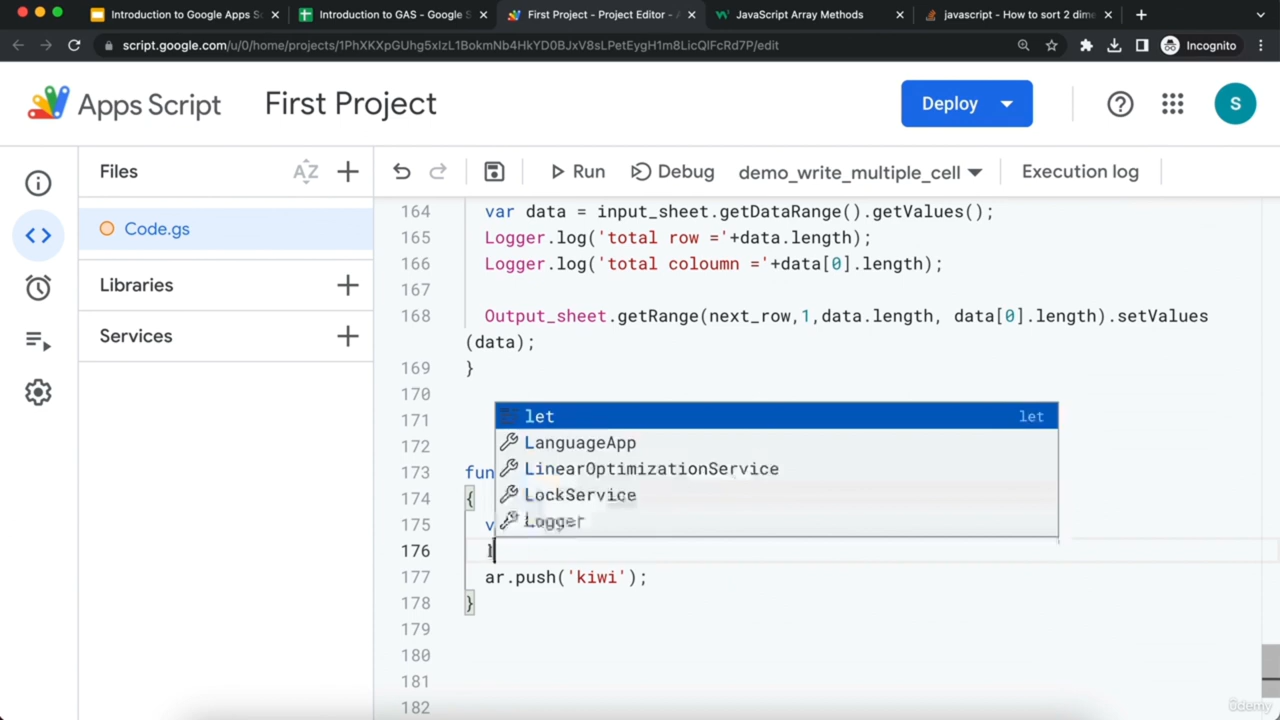 Introduction to Google Apps Sc
Introduction to GAS - Google S
First Project - Project Editor - A
JavaScript Array Methods
javascript - How to sort 2 dime
script.google.com/u/0/home/projects/1PhXKXpGUhg5xIzL1BokmNb4HkYD0BJxV8sLPetEygH1m8LicQlFcRd7P/edit
Incognito
Apps Script
First Project
Deploy
S
Files
AZ
Run
Debug
demo_write_multiple_cell
Execution log
Code.gs
Libraries
Services
164 var data = input_sheet.getDataRange().getValues();
165 Logger.log('total row ='+data.length);
166 Logger.log('total coloumn ='+data[0].length);
167
168 Output_sheet.getRange(next_row,1,data.length, data[0].length).setValues
(data);
169 }
170
171
172
173 fun
174 {
175 v
176 l
177 ar.push('kiwi');
178 }
179
180
181
182
let let
LanguageApp
LinearOptimizationService
LockService
Logger
ûdemy